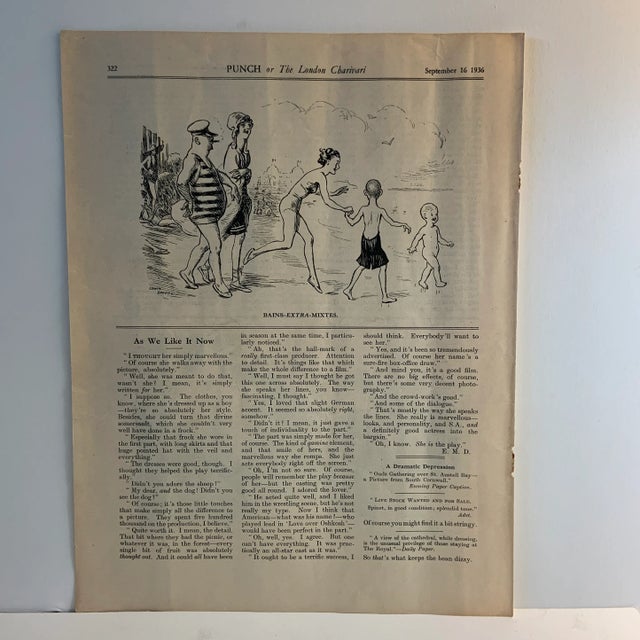 322
PUNCH or The London Charivari
September 16 1936
BAINS-EXTRA-MIXTES.
As We Like It Now
"I THOUGHT her simply marvellous."
"Of course she walks away with the
picture, absolutely."
"Well, she was meant to do that,
wasn't she! I mean, it's simply
written for her."
"I suppose so. The clothes, you
know, where she's dressed up as a boy
—they're so absolutely her style.
Besides, she could turn that divine
somersault, which she couldn't very
well have done in a frock."
"Especially that frock she wore in
the first part, with long skirts and that
huge pointed hat with the veil and
everything."
"The dresses were good, though. I
thought they helped the play terrific-
ally."
"Didn't you adore the sheep!"
"My dear, and the dog! Didn't you
see the dog?"
"Of course; it's those little touches
that make simply all the difference to
a picture. They spent five hundred
thousand on the production, I believe."
"Quite worth it. I mean, the detail.
That bit where they had the picnic, or
whatever it was, in the forest—every
single bit of fruit was absolutely
thought out. And it could all have been
in season at the same time, I particu-
larly noticed."
"Ah, that's the hall-mark of a
really first-class producer. Attention
to detail. It's things like that which
make the whole difference to a film."
"Well, I must say I thought he got
this one across absolutely. The way
she speaks her lines, you know—
fascinating, I thought."
"Yes, I loved that slight German
accent. It seemed so absolutely right,
somehow."
"Didn't it! I mean, it just gave a
touch of individuality to the part."
"The part was simply made for her,
of course. The kind of gamine element,
and that smile of hers, and the
marvellous way she romps. She just
acts everybody right off the screen."
"Oh, I'm not so sure. Of course,
people will remember the play because
of her—but the casting was pretty
good all round. I adored the lover."
"He acted quite well, and I liked
him in the wrestling scene, but he's not
really my type. Now I think that
American—what was his name?—who
played lead in 'Love over Oshkosh'—
would have been perfect in the part."
"Oh, well, yes. I agree. But one
can't have everything. It was prac-
tically an all-star cast as it was."
"It ought to be a terrific success, I
should think. Everybody'll want to
see her."
"Yes, and it's been so tremendously
advertised. Of course her name's a
sure-fire box-office draw."
"And mind you, it's a good film.
There are no big effects, of course,
but there's some very decent photo-
graphy."
"And the crowd-work's good."
"And some of the dialogue."
"That's mostly the way she speaks
the lines. She really is marvellous—
looks, and personality, and S.A., and
a definitely good actress into the
bargain."
"Oh, I know. She is the play."
E. M. D.
A Dramatic Depression
"Oads Gathering over St. Austell Bay—
a Picture from South Cornwall."
Evening Paper Caption.
"LIVE STOCK WANTED AND FOR SALE.
Spinet, in good condition; splendid tone."
Advt.
Of course you might find it a bit stringy.
"A view of the cathedral, while dressing,
is the unusual privilege of those staying at
The Royal."—Daily Paper.
So that's what keeps the bean dizzy.